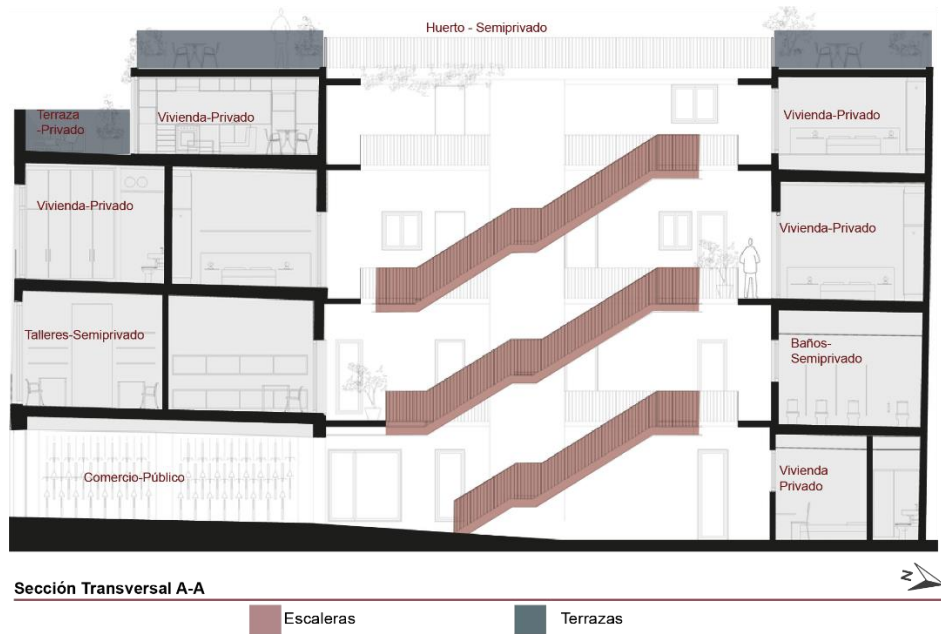 Huerto - Semiprivado
Terraza
-Privado
Vivienda-Privado
Vivienda-Privado
Vivienda-Privado
Vivienda-Privado
Talleres-Semiprivado
Baños-
Semiprivado
Comercio-Público
Vivienda
Privado
Sección Transversal A-A
N
Escaleras
Terrazas